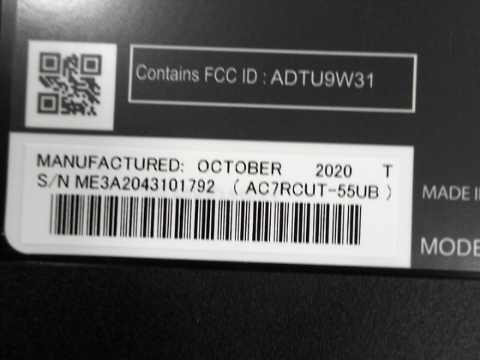 Contains FCC ID : ADTU9W31
MANUFACTURED: OCTOBER 2020 T
S/N ME3A2043101792 ( AC7RCUT-55UB )
MADE I
MODE